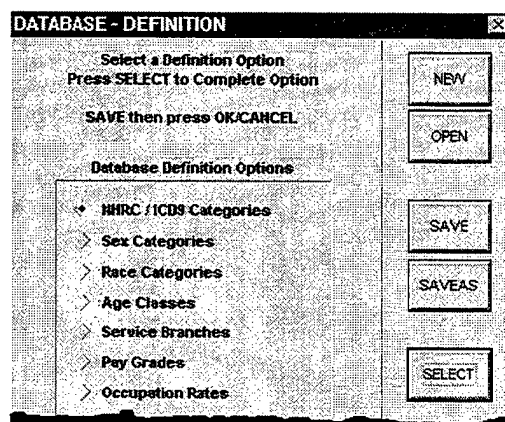 DATABASE - DEFINITION
Select a Definition Option
Press SELECT to Complete Option
SAVE then press OK/CANCEL
Database Definition Options
NHRC / ICD9 Categories
Sex Categories
Race Categories
Age Classes
Service Branches
Pay Grades
Occupation Rates
NEW
OPEN
SAVE
SAVEAS
SELECT